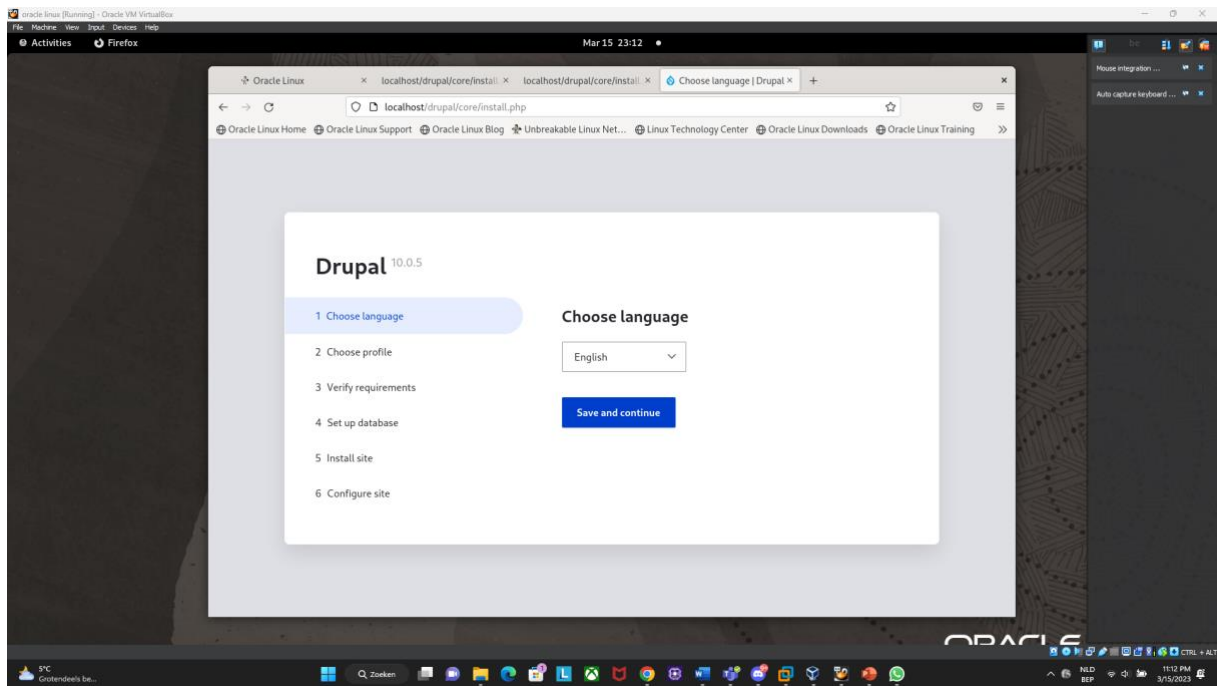 oracle linux [Running] - Oracle VM VirtualBox
File Machine View Input Devices Help
Activities Firefox Mar 15 23:12 be
Mouse integration ...
Auto capture keyboard ...
Oracle Linux localhost/drupal/core/install localhost/drupal/core/install Choose language | Drupal
localhost/drupal/core/install.php
Oracle Linux Home Oracle Linux Support Oracle Linux Blog Unbreakable Linux Net... Linux Technology Center Oracle Linux Downloads Oracle Linux Training
Drupal 10.0.5
1 Choose language
2 Choose profile
3 Verify requirements
4 Set up database
5 Install site
6 Configure site
Choose language
English
Save and continue
ORACLE
CTRL + ALT
5°C
Grotendeels be...
Zoeken
NLD
BEP
11:12 PM
3/15/2023